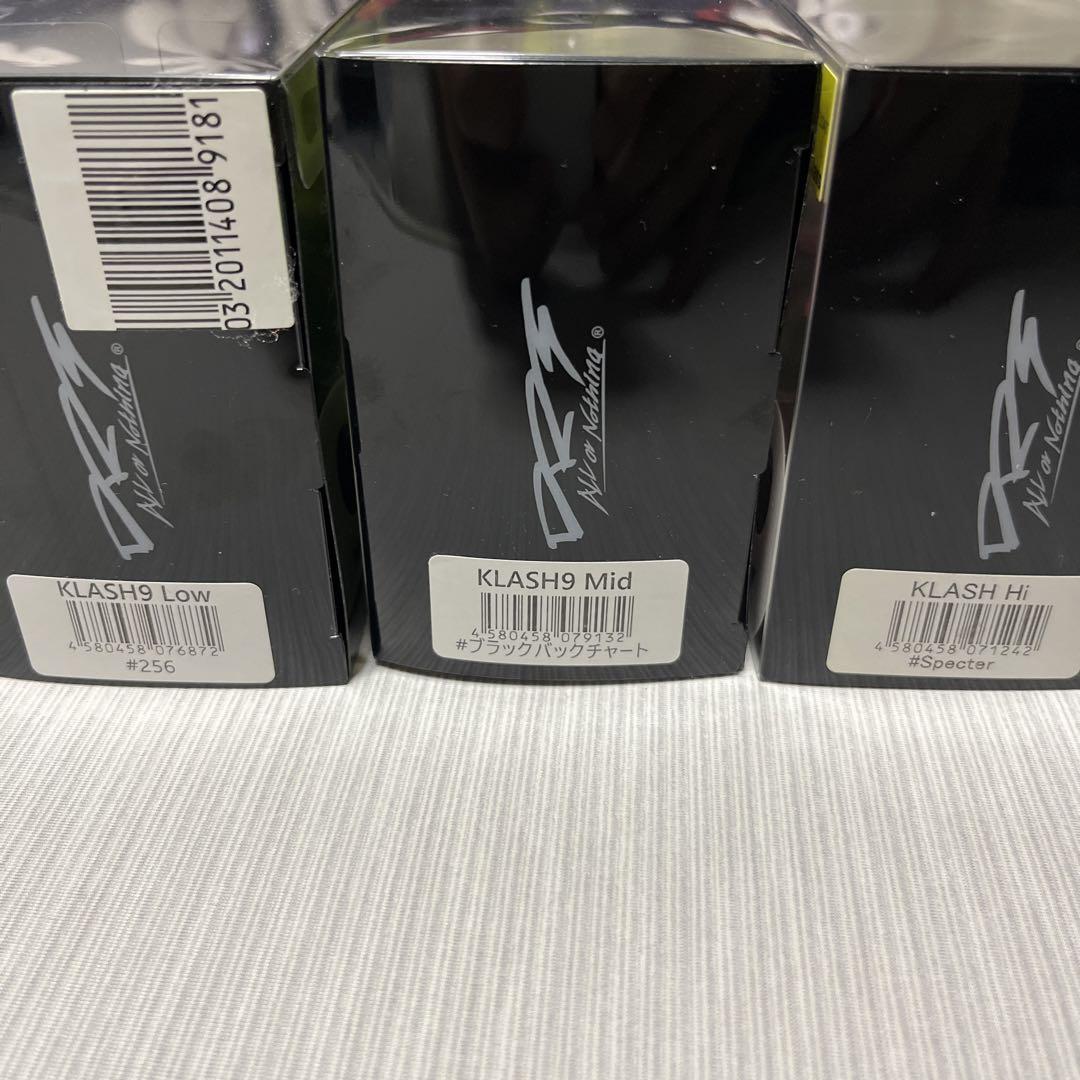 03 2011408 9181
DRT
All or Nothing®
KLASH9 Low
4 580458 076872
#256
DRT
All or Nothing®
KLASH9 Mid
4 580458 079132
#ブラックバックチャート
DRT
All or Nothing®
KLASH Hi
4 580458 071242
#Specter